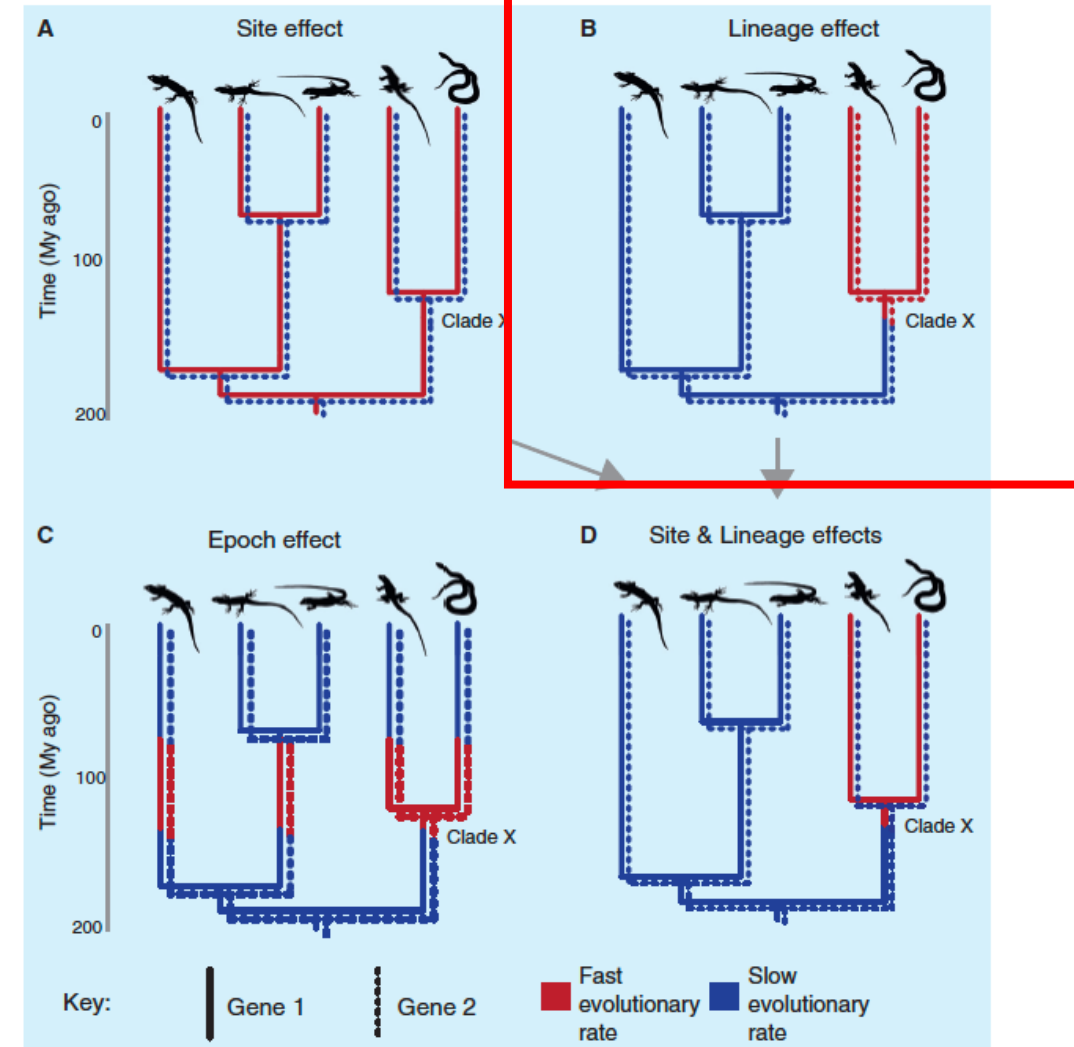 A
Site effect
B
Lineage effect
0
100
200
Time (My ago)
Clade X
Clade X
C
Epoch effect
D
Site & Lineage effects
0
100
200
Time (My ago)
Clade X
Clade X
Key:
Gene 1
Gene 2
Fast
evolutionary
rate
Slow
evolutionary
rate